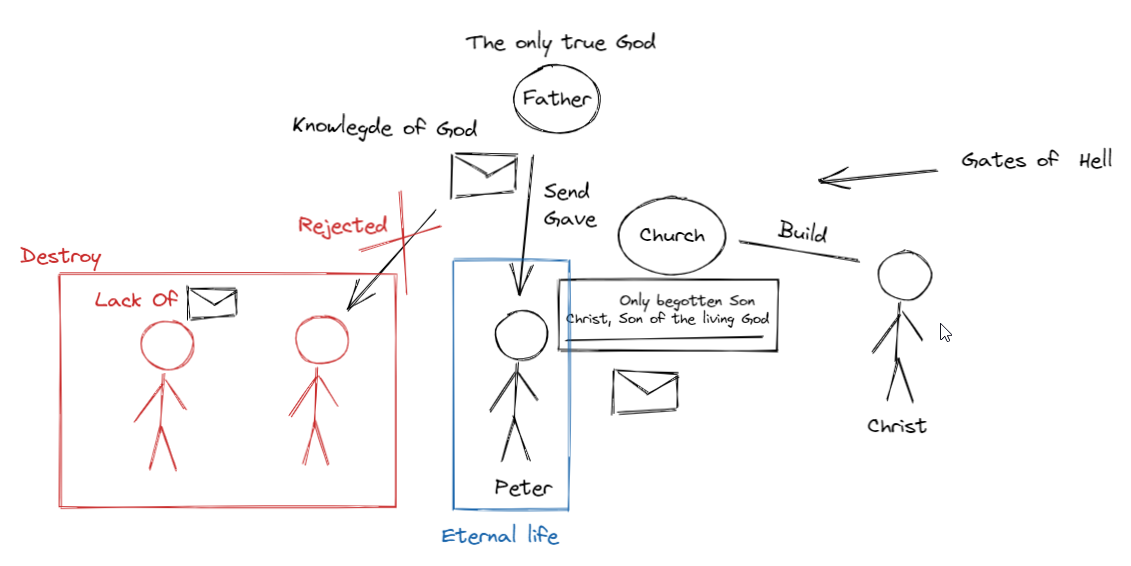 The only true God
Father
Knowlegde of God
Gates of Hell
Send
Gave
Rejected
Church
Build
Destroy
Lack Of
Only begotten Son
Christ, Son of the living God
Christ
Peter
Eternal life